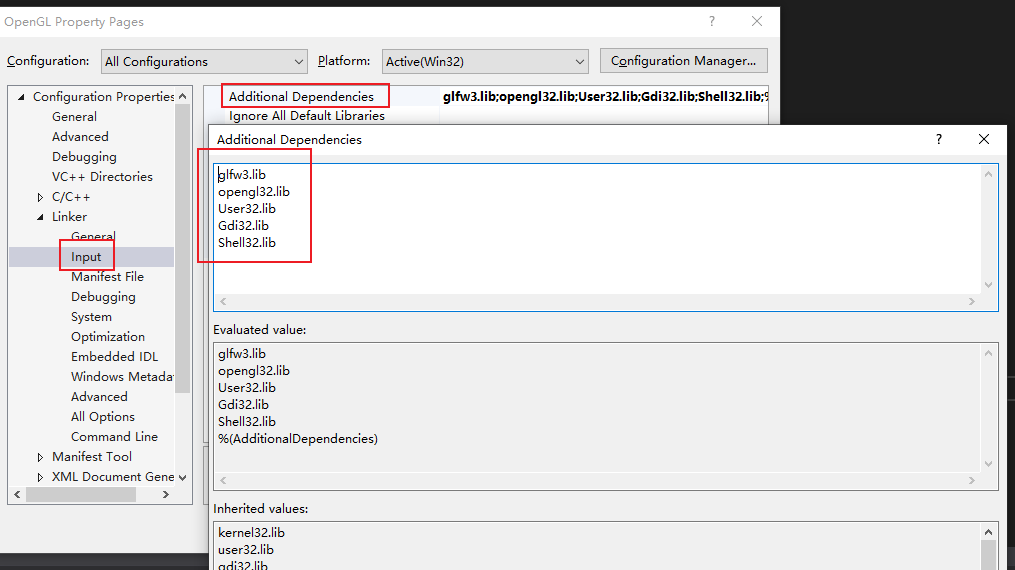 OpenGL Property Pages
Configuration: All Configurations Platform: Active(Win32) Configuration Manager...
Configuration Properties
General
Advanced
Debugging
VC++ Directories
C/C++
Linker
General
Input
Manifest File
Debugging
System
Optimization
Embedded IDL
Windows Metada
Advanced
All Options
Command Line
Manifest Tool
XML Document Gene
Additional Dependencies glfw3.lib;opengl32.lib;User32.lib;Gdi32.lib;Shell32.lib;%
Ignore All Default Libraries
Additional Dependencies
glfw3.lib
opengl32.lib
User32.lib
Gdi32.lib
Shell32.lib
Evaluated value:
glfw3.lib
opengl32.lib
User32.lib
Gdi32.lib
Shell32.lib
%(AdditionalDependencies)
Inherited values:
kernel32.lib
user32.lib
gdi32.lib